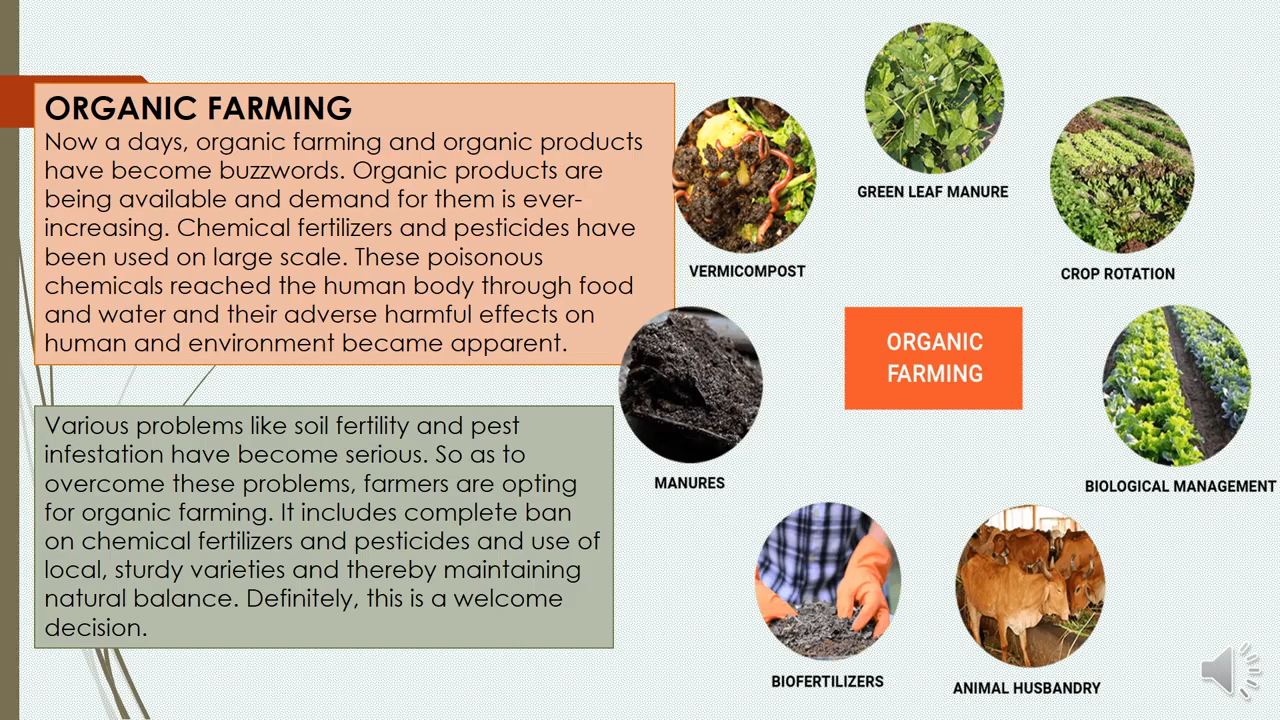 ORGANIC FARMING
Now a days, organic farming and organic products
have become buzzwords. Organic products are
being available and demand for them is ever-
increasing. Chemical fertilizers and pesticides have
been used on large scale. These poisonous
chemicals reached the human body through food
and water and their adverse harmful effects on
human and environment became apparent.
Various problems like soil fertility and pest
infestation have become serious. So as to
overcome these problems, farmers are opting
for organic farming. It includes complete ban
on chemical fertilizers and pesticides and use of
local, sturdy varieties and thereby maintaining
natural balance. Definitely, this is a welcome
decision.
GREEN LEAF MANURE
VERMICOMPOST
CROP ROTATION
ORGANIC
FARMING
MANURES
BIOLOGICAL MANAGEMENT
BIOFERTILIZERS
ANIMAL HUSBANDRY